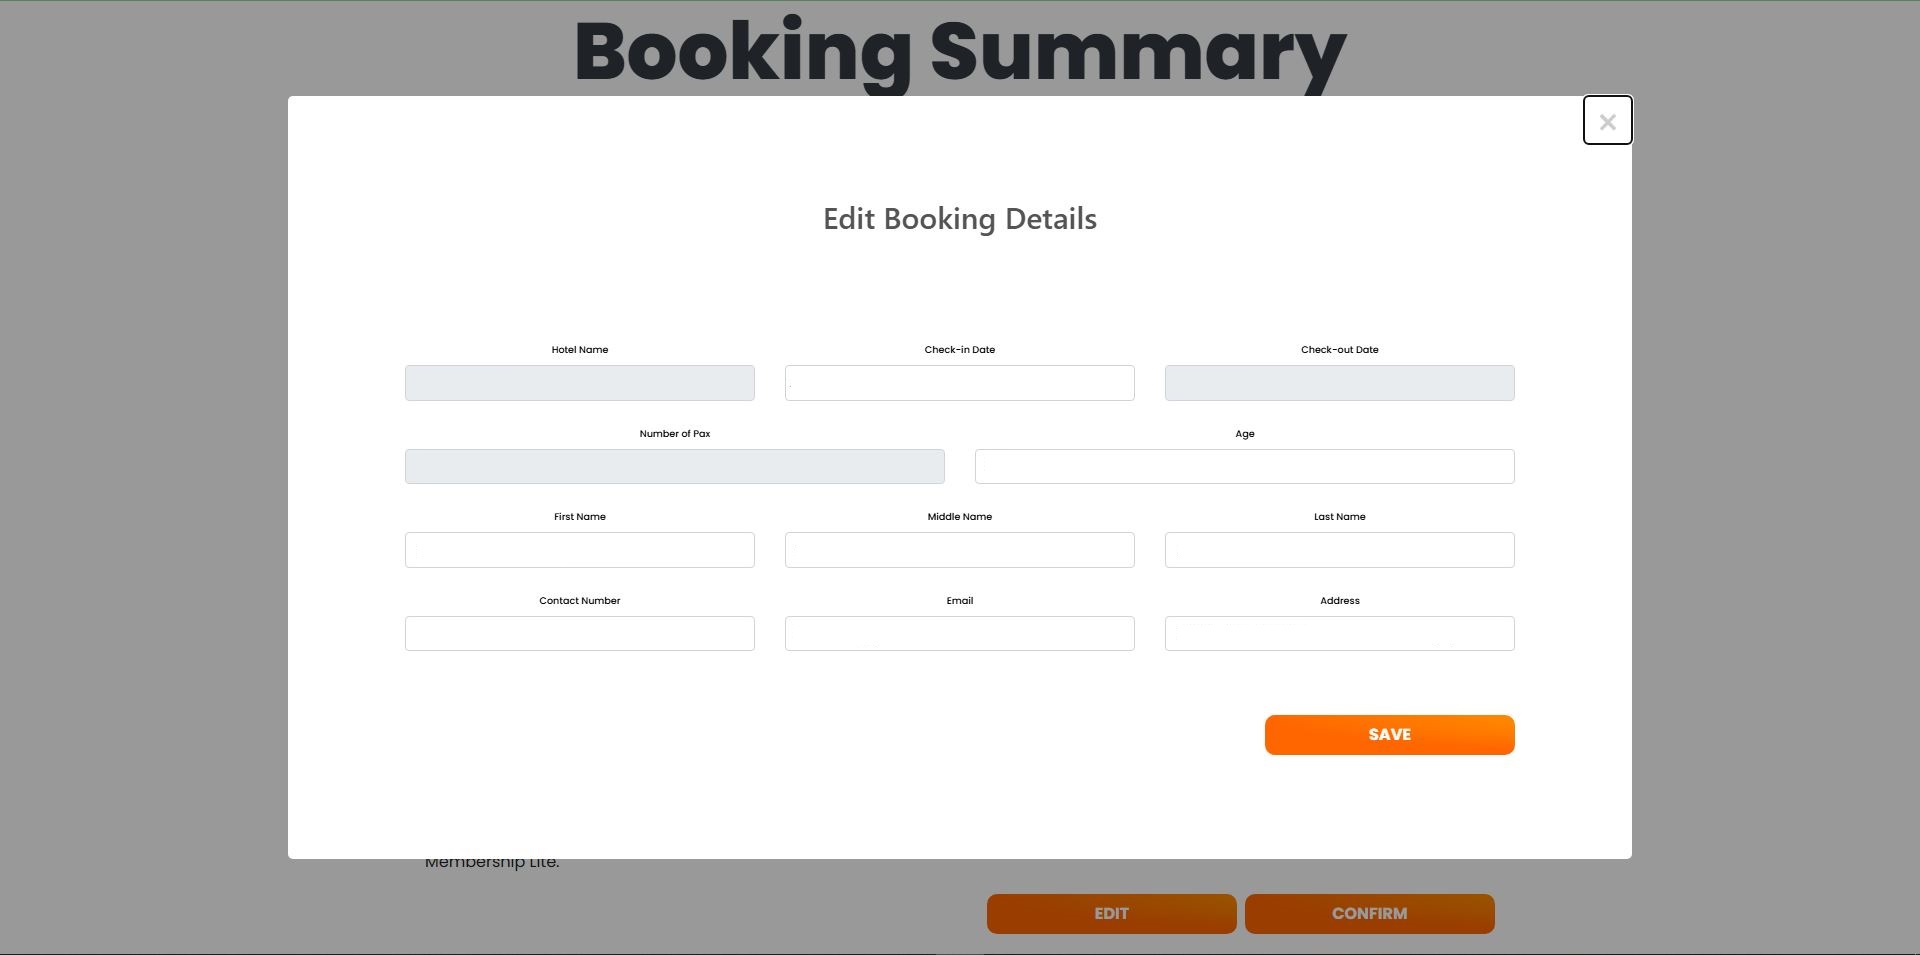 Booking Summary
×
Edit Booking Details
Hotel Name
Check-in Date
Check-out Date
Number of Pax
Age
First Name
Middle Name
Last Name
Contact Number
Email
Address
SAVE
Membership Lite.
EDIT
CONFIRM